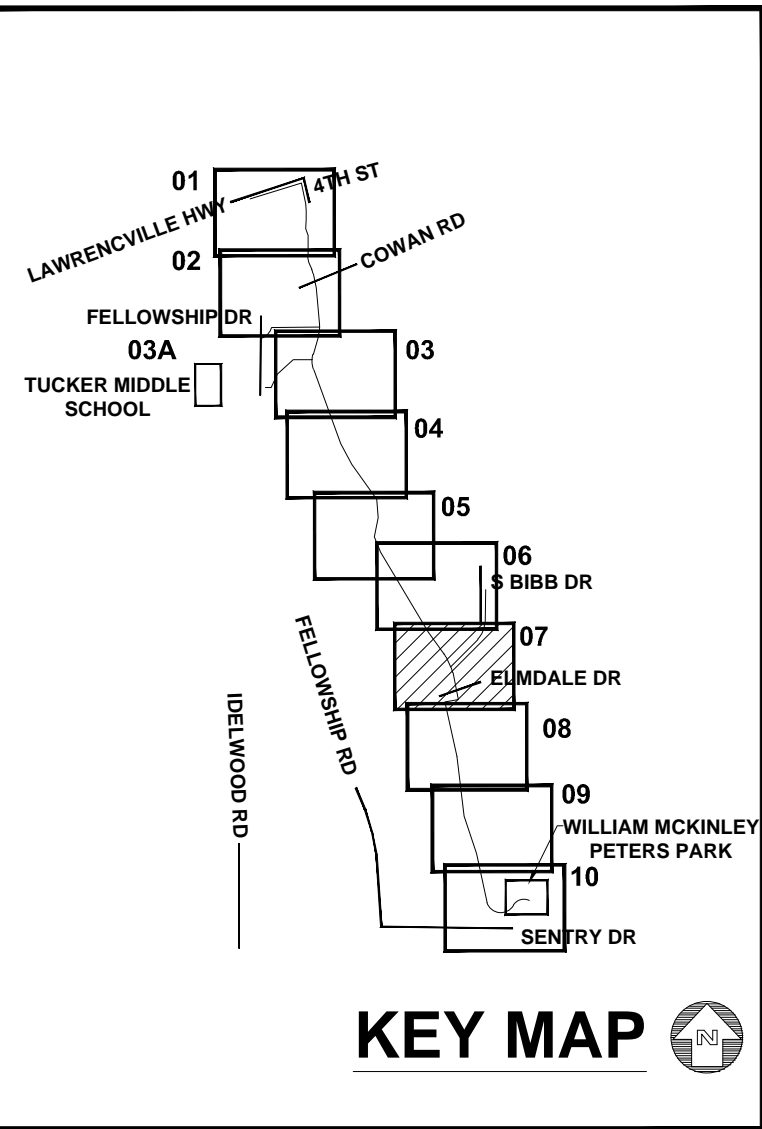 01
4TH ST
LAWRENCVILLE HWY
02
COWAN RD
FELLOWSHIP DR
03A
03
TUCKER MIDDLE
SCHOOL
04
05
06
S BIBB DR
FELLOWSHIP RD
07
ELMDALE DR
IDELWOOD RD
08
09
WILLIAM MCKINLEY
PETERS PARK
10
SENTRY DR
KEY MAP
N